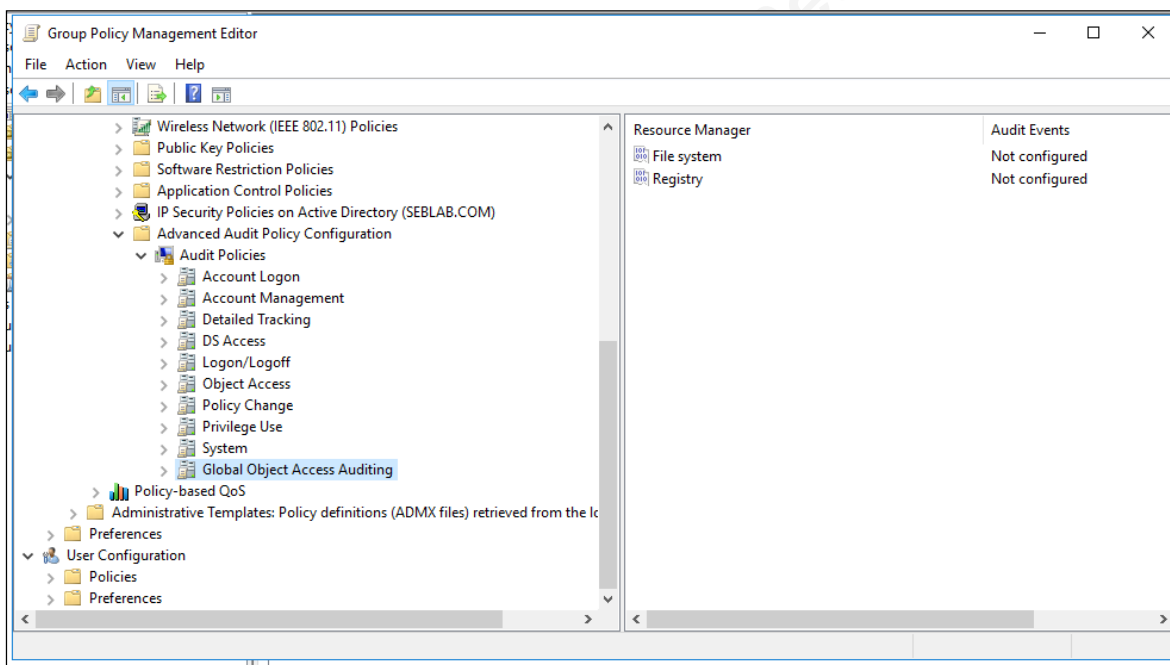 Group Policy Management Editor
File Action View Help
Wireless Network (IEEE 802.11) Policies
Public Key Policies
Software Restriction Policies
Application Control Policies
IP Security Policies on Active Directory (SEBLAB.COM)
Advanced Audit Policy Configuration
Audit Policies
Account Logon
Account Management
Detailed Tracking
DS Access
Logon/Logoff
Object Access
Policy Change
Privilege Use
System
Global Object Access Auditing
Policy-based QoS
Administrative Templates: Policy definitions (ADMX files) retrieved from the lc
Preferences
User Configuration
Policies
Preferences
Resource Manager Audit Events
File system Not configured
Registry Not configured